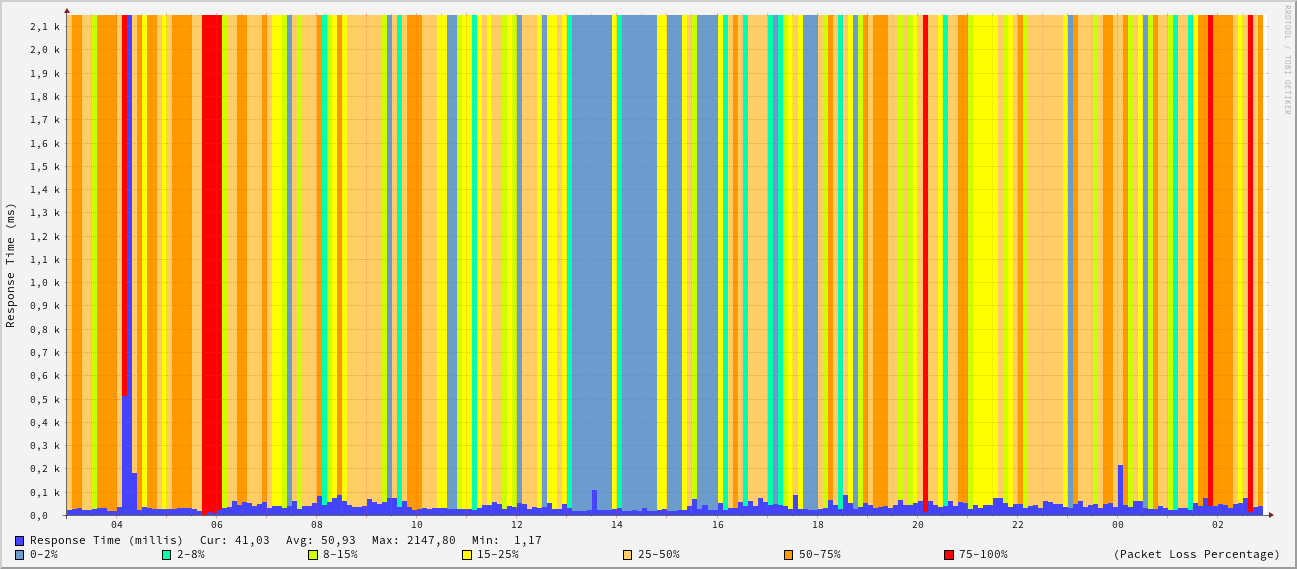 RRDTOOL / TOBI OETIKER
Response Time (ms)
2,1 k
2,0 k
1,9 k
1,8 k
1,7 k
1,6 k
1,5 k
1,4 k
1,3 k
1,2 k
1,1 k
1,0 k
0,9 k
0,8 k
0,7 k
0,6 k
0,5 k
0,4 k
0,3 k
0,2 k
0,1 k
0,0
04 06 08 10 12 14 16 18 20 22 00 02
Response Time (millis) Cur: 41,03 Avg: 50,93 Max: 2147,80 Min: 1,17
0-2% 2-8% 8-15% 15-25% 25-50% 50-75% 75-100% (Packet Loss Percentage)